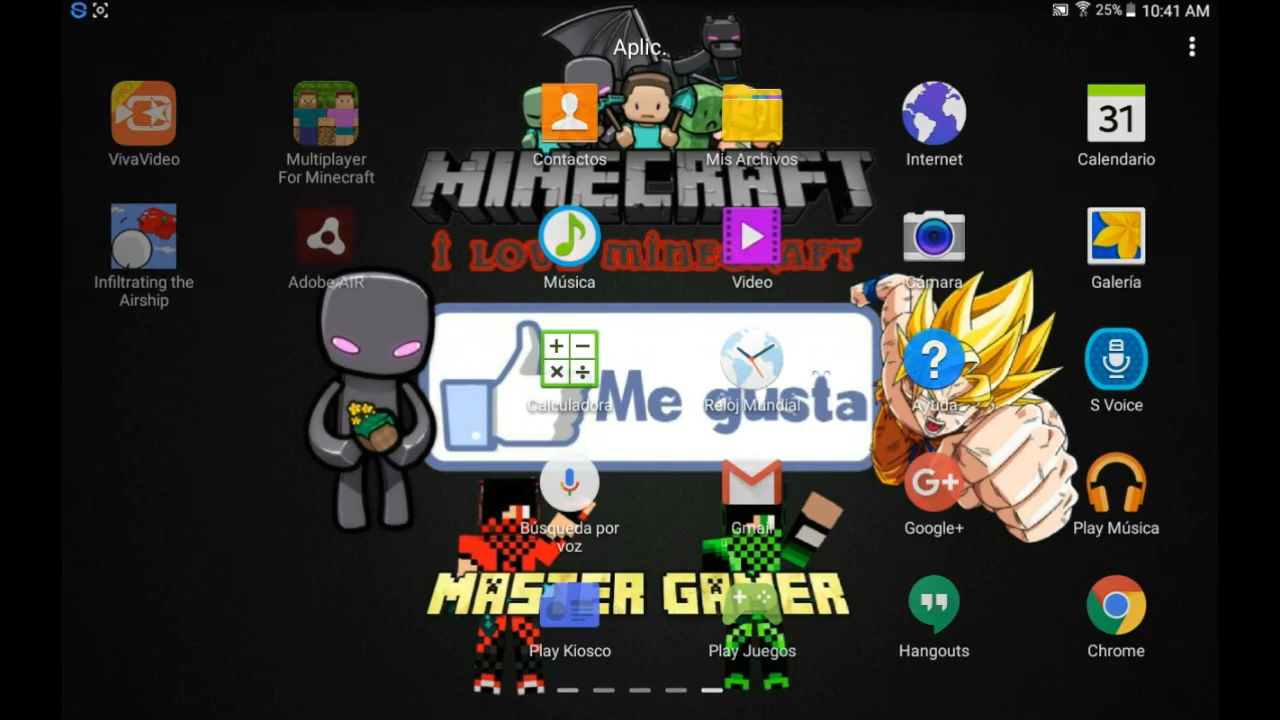 25% 10:41 AM
Aplic.
PRO
31
VivaVideo
Multiplayer
For Minecraft
Contactos
Mis Archivos
Internet
Calendario
MINECRAFT
I LOVE MINECRAFT
Infiltrating the
Airship
Adobe AIR
Música
Video
Cámara
Galería
+ −
× ÷
?
Me gusta
Calculadora
Reloj Mundial
Ayuda
S Voice
G+
Búsqueda por
voz
Gmail
Google+
Play Música
MASTER GAMER
Play Kiosco
Play Juegos
Hangouts
Chrome